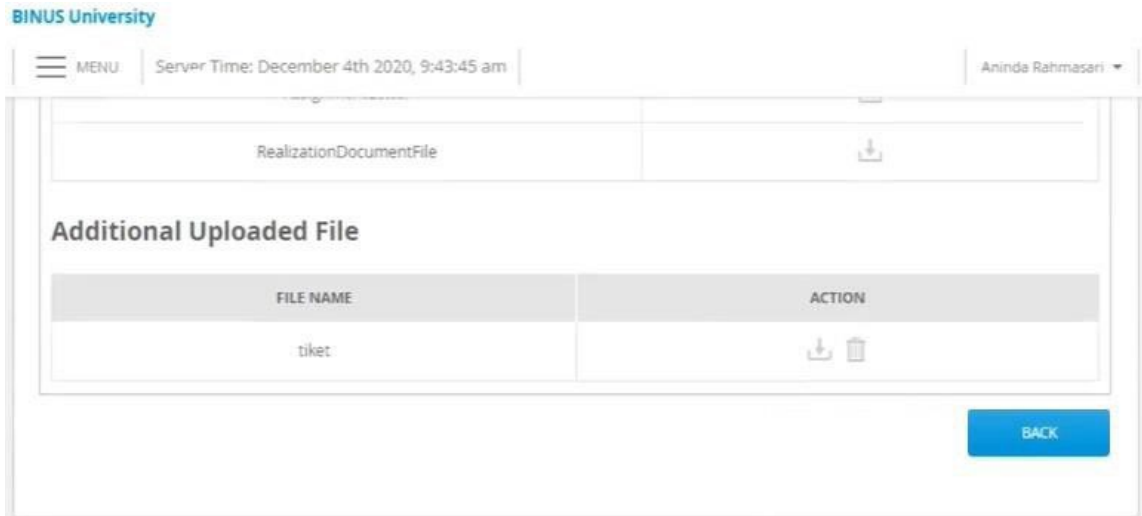 BINUS University
MENU Server Time: December 4th 2020, 9:43:45 am Aninda Rahmasari
RealizationDocumentFile
Additional Uploaded File
FILE NAME ACTION
tiket
BACK